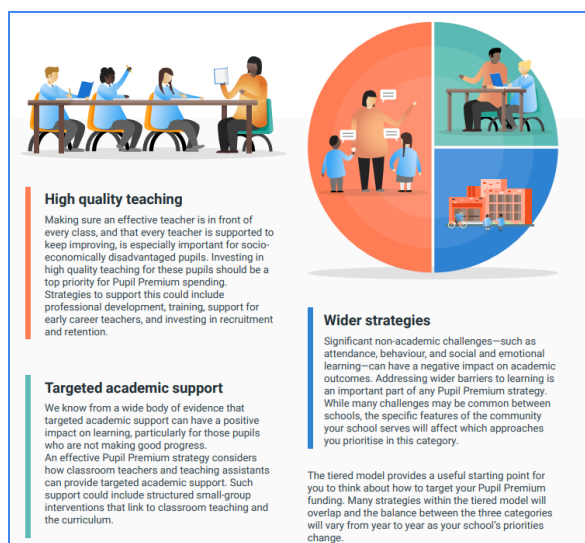 High quality teaching
Making sure an effective teacher is in front of
every class, and that every teacher is supported to
keep improving, is especially important for socio-
economically disadvantaged pupils. Investing in
high quality teaching for these pupils should be a
top priority for Pupil Premium spending.
Strategies to support this could include
professional development, training, support for
early career teachers, and investing in recruitment
and retention.
Targeted academic support
We know from a wide body of evidence that
targeted academic support can have a positive
impact on learning, particularly for those pupils
who are not making good progress.
An effective Pupil Premium strategy considers
how classroom teachers and teaching assistants
can provide targeted academic support. Such
support could include structured small-group
interventions that link to classroom teaching and
the curriculum.
Wider strategies
Significant non-academic challenges—such as
attendance, behaviour, and social and emotional
learning—can have a negative impact on academic
outcomes. Addressing wider barriers to learning is
an important part of any Pupil Premium strategy.
While many challenges may be common between
schools, the specific features of the community
your school serves will affect which approaches
you prioritise in this category.
The tiered model provides a useful starting point for
you to think about how to target your Pupil Premium
funding. Many strategies within the tiered model will
overlap and the balance between the three categories
will vary from year to year as your school's priorities
change.